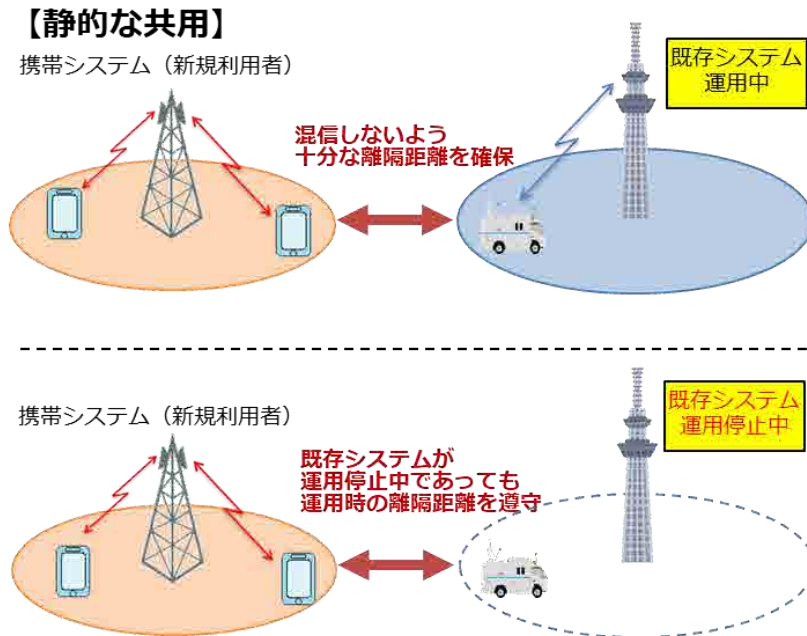 【静的な共用】
携帯システム（新規利用者）
既存システム
運用中
混信しないよう
十分な離隔距離を確保
携帯システム（新規利用者）
既存システム
運用停止中
既存システムが
運用停止中であっても
運用時の離隔距離を遵守